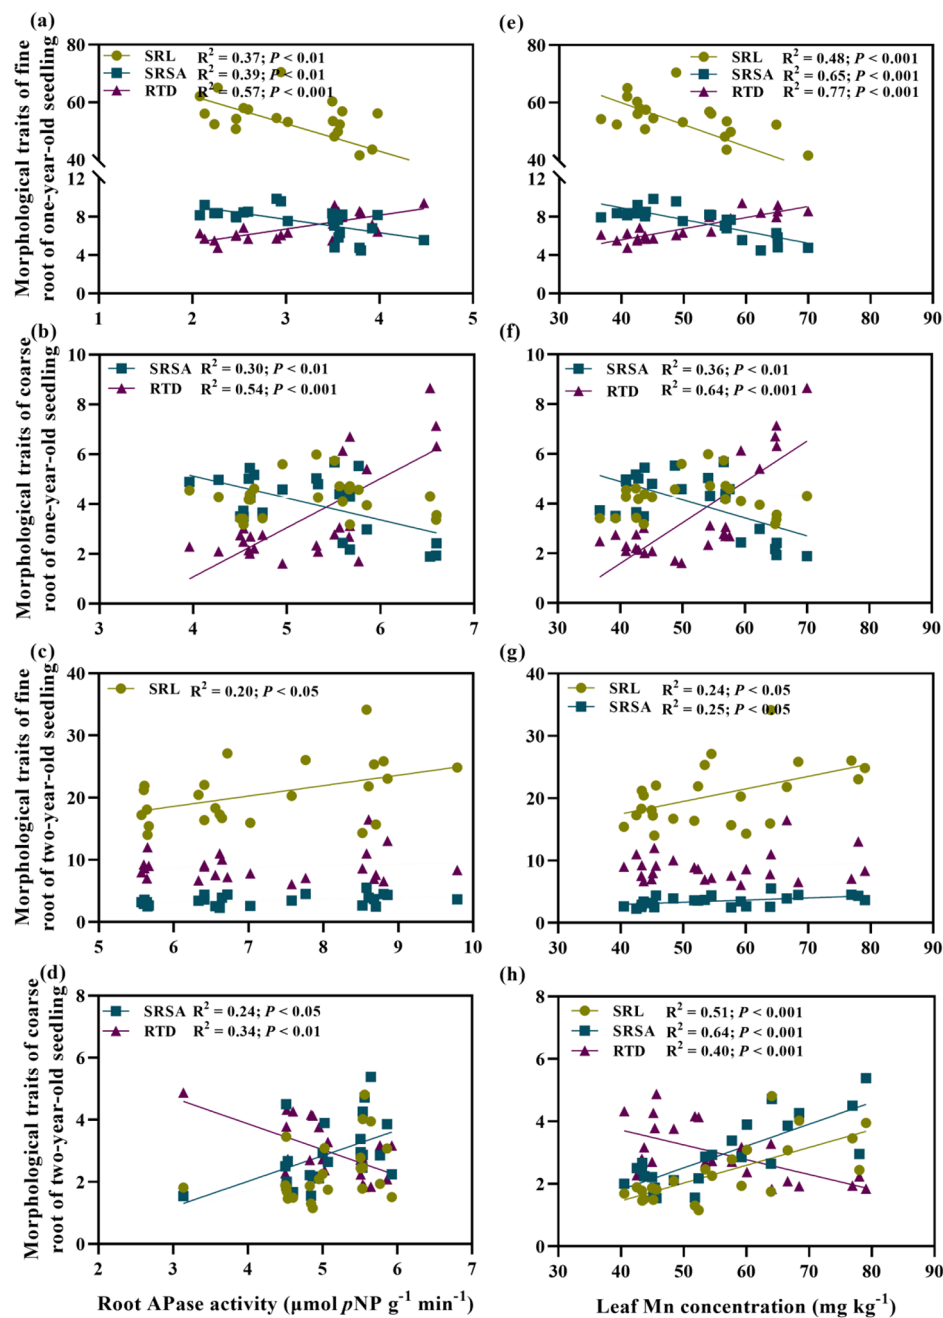 (a)
Morphological traits of fine
root of one-year-old seedling
SRL R² = 0.37; P < 0.01
SRSA R² = 0.39; P < 0.01
RTD R² = 0.57; P < 0.001
80
60
40
12
8
4
0
1 2 3 4 5
(e)
SRL R² = 0.48; P < 0.001
SRSA R² = 0.65; P < 0.001
RTD R² = 0.77; P < 0.001
80
60
40
12
8
4
0
30 40 50 60 70 80 90
(b)
Morphological traits of coarse
root of one-year-old seedling
SRSA R² = 0.30; P < 0.01
RTD R² = 0.54; P < 0.001
10
8
6
4
2
0
3 4 5 6 7
(f)
SRSA R² = 0.36; P < 0.01
RTD R² = 0.64; P < 0.001
10
8
6
4
2
0
30 40 50 60 70 80 90
(c)
Morphological traits of fine
root of two-year-old seedling
SRL R² = 0.20; P < 0.05
40
30
20
10
0
5 6 7 8 9 10
(g)
SRL R² = 0.24; P < 0.05
SRSA R² = 0.25; P < 0.05
40
30
20
10
0
30 40 50 60 70 80 90
(d)
Morphological traits of coarse
root of two-year-old seedling
SRSA R² = 0.24; P < 0.05
RTD R² = 0.34; P < 0.01
8
6
4
2
0
2 3 4 5 6 7
Root APase activity (μmol pNP g⁻¹ min⁻¹)
(h)
SRL R² = 0.51; P < 0.001
SRSA R² = 0.64; P < 0.001
RTD R² = 0.40; P < 0.001
8
6
4
2
0
30 40 50 60 70 80 90
Leaf Mn concentration (mg kg⁻¹)